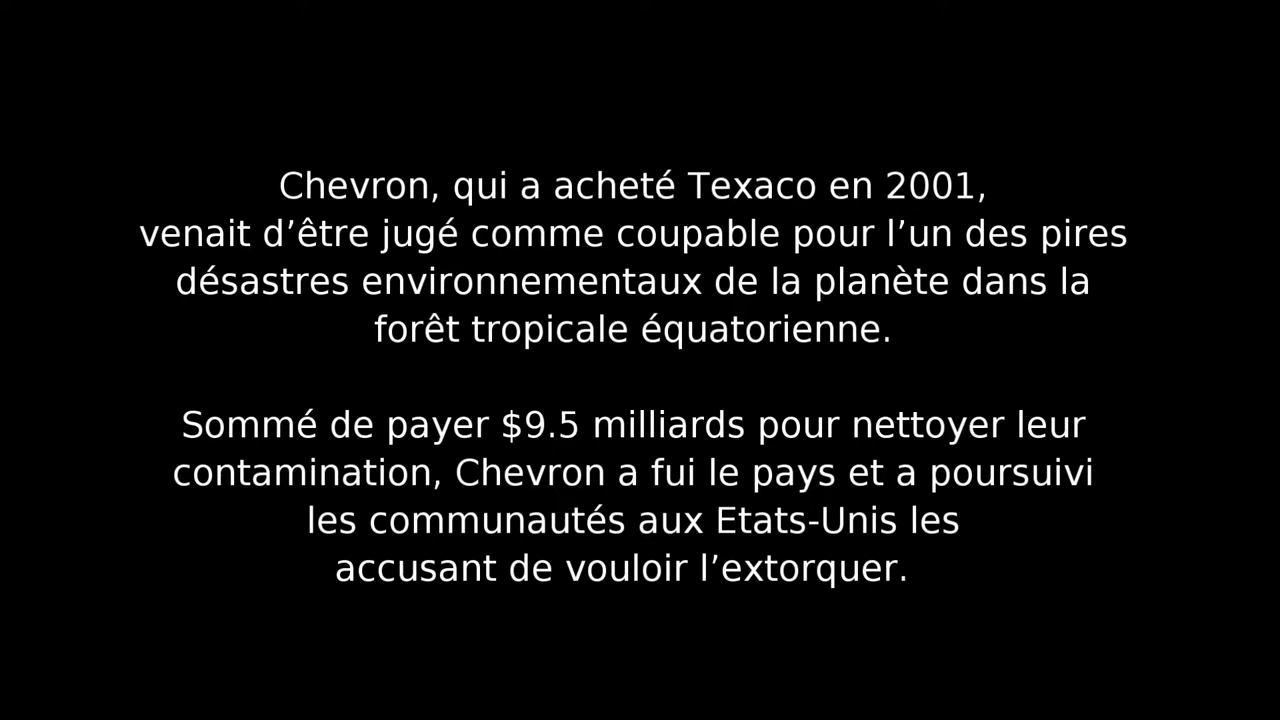 Chevron, qui a acheté Texaco en 2001,
venait d’être jugé comme coupable pour l’un des pires
désastres environnementaux de la planète dans la
forêt tropicale équatorienne.
Sommé de payer $9.5 milliards pour nettoyer leur
contamination, Chevron a fui le pays et a poursuivi
les communautés aux Etats-Unis les
accusant de vouloir l’extorquer.